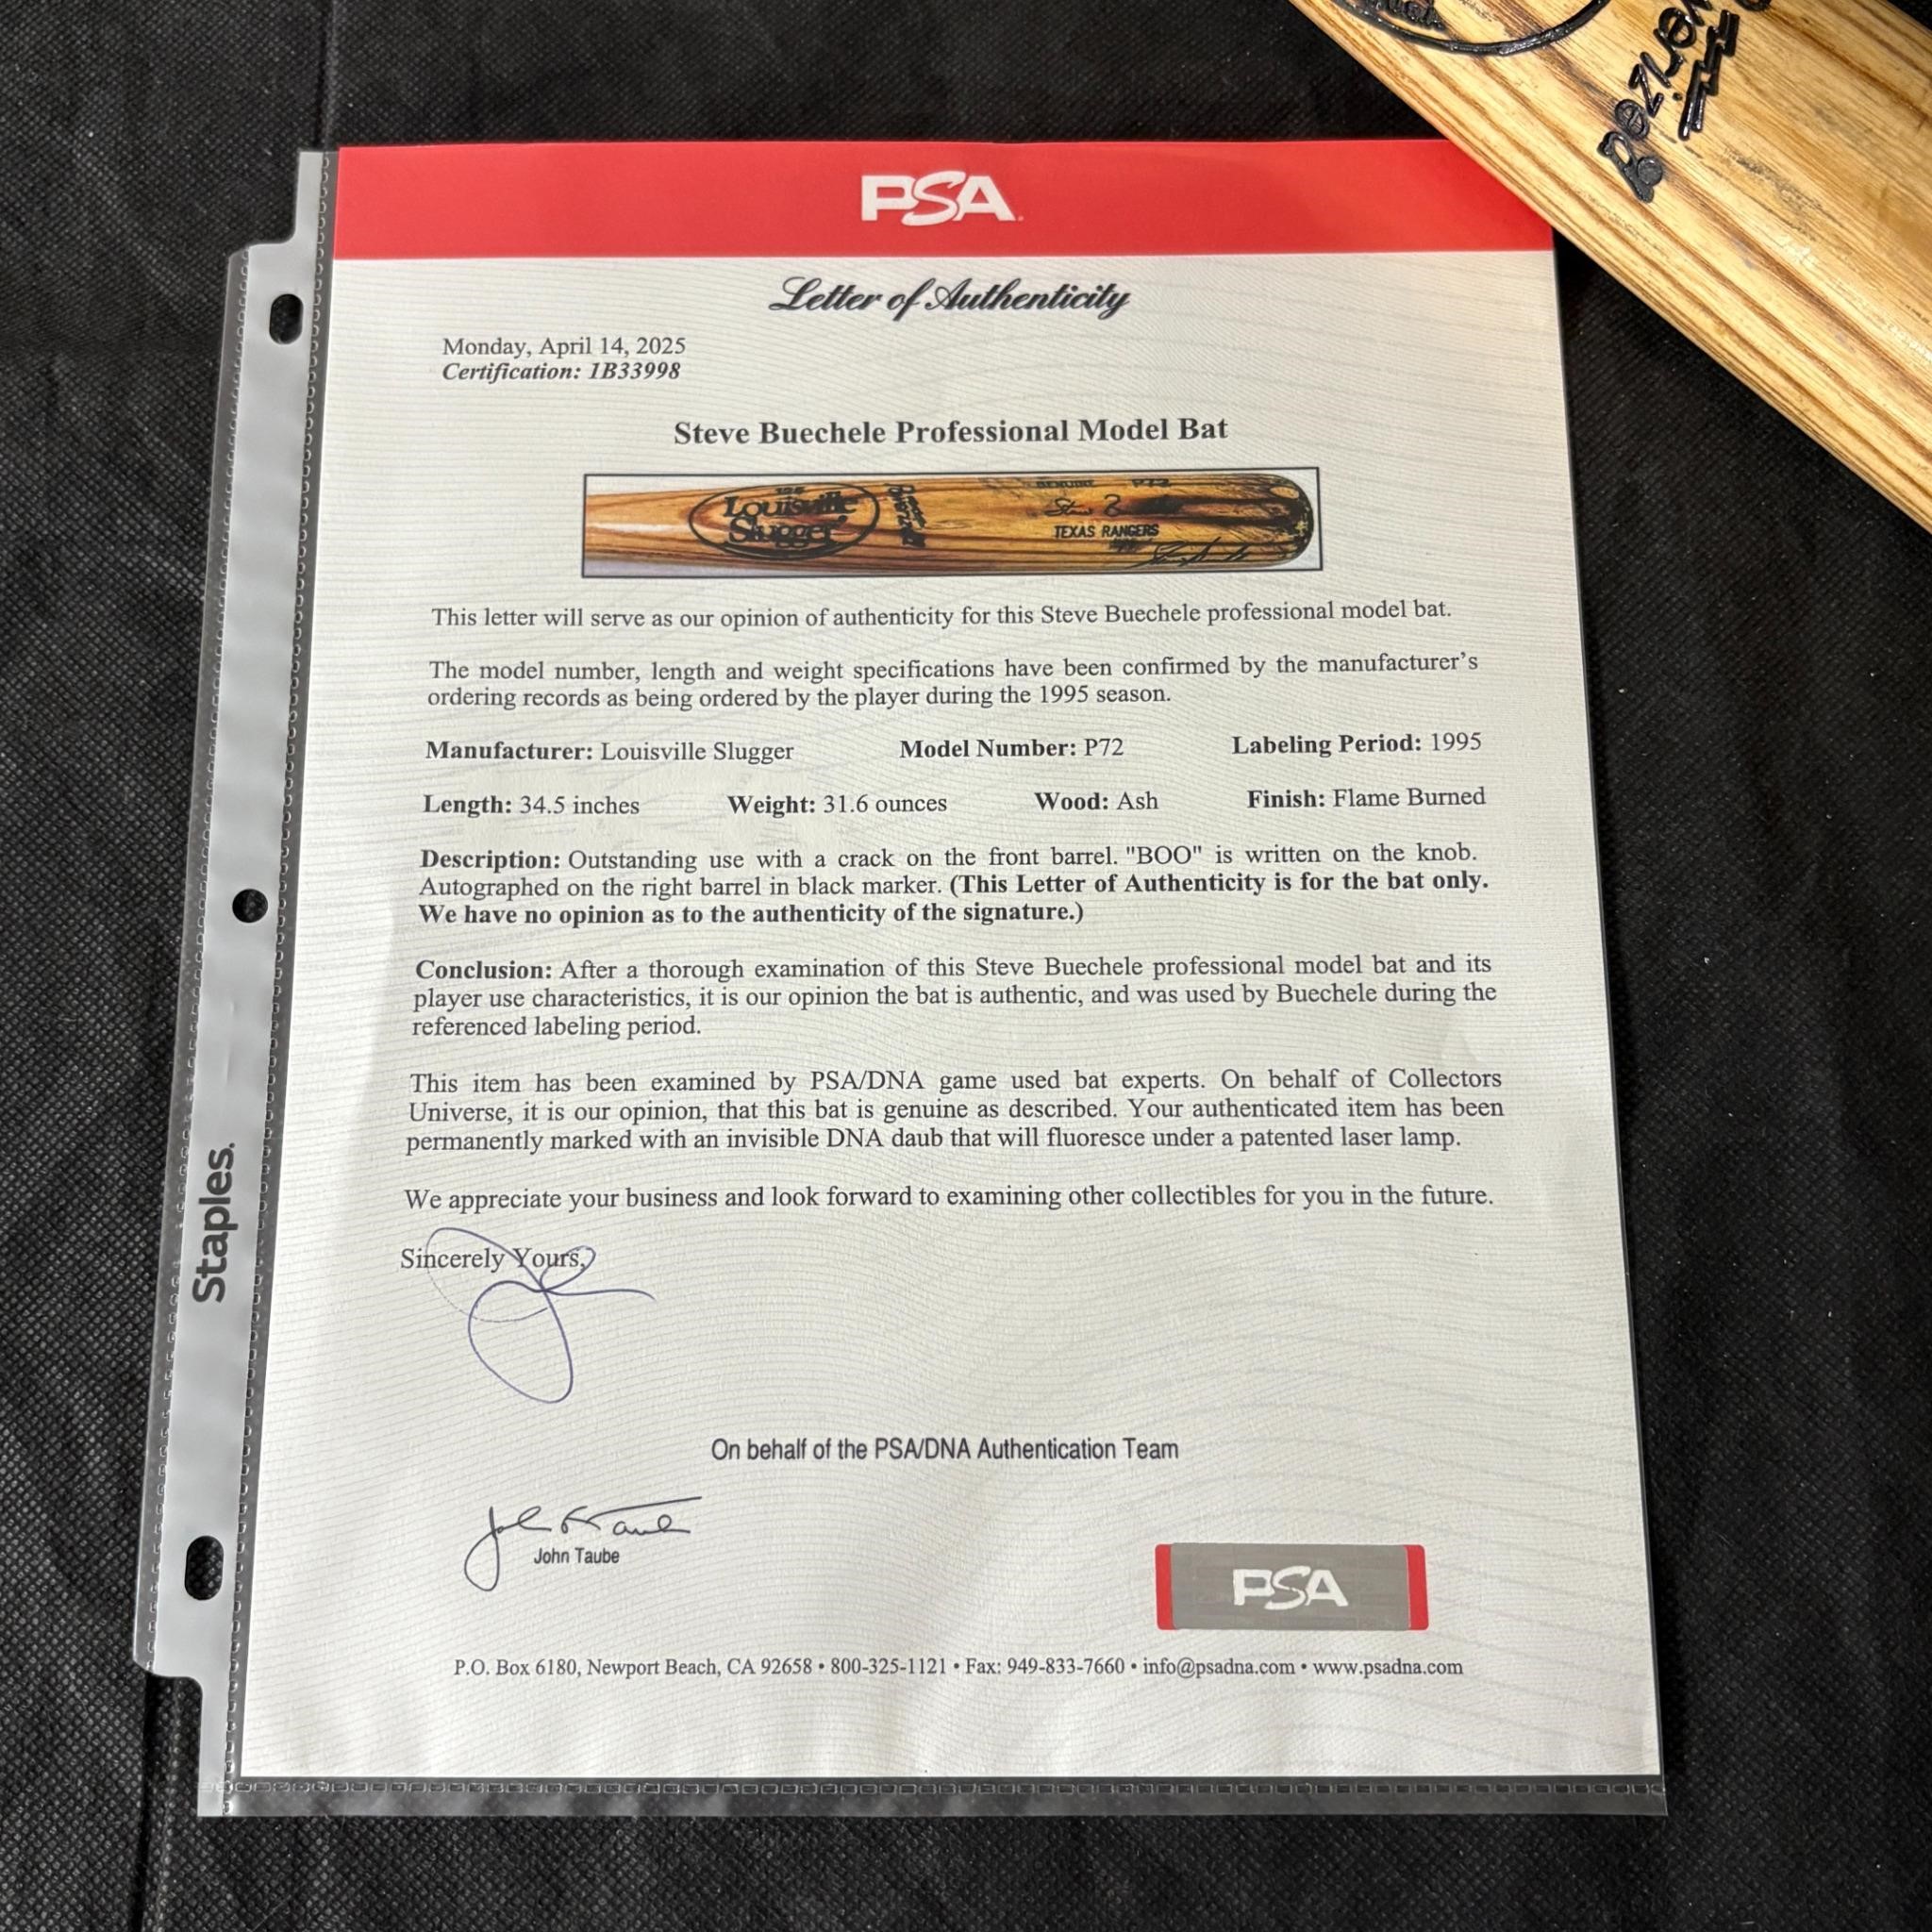 PSA
Letter of Authenticity
Monday, April 14, 2025
Certification: 1B33998
Steve Buechele Professional Model Bat
125
Louisville
Slugger
GENUINE P72
TEXAS RANGERS
This letter will serve as our opinion of authenticity for this Steve Buechele professional model bat.
The model number, length and weight specifications have been confirmed by the manufacturer's
ordering records as being ordered by the player during the 1995 season.
Manufacturer: Louisville Slugger Model Number: P72 Labeling Period: 1995
Length: 34.5 inches Weight: 31.6 ounces Wood: Ash Finish: Flame Burned
Description: Outstanding use with a crack on the front barrel. "BOO" is written on the knob.
Autographed on the right barrel in black marker. (This Letter of Authenticity is for the bat only.
We have no opinion as to the authenticity of the signature.)
Conclusion: After a thorough examination of this Steve Buechele professional model bat and its
player use characteristics, it is our opinion the bat is authentic, and was used by Buechele during the
referenced labeling period.
This item has been examined by PSA/DNA game used bat experts. On behalf of Collectors
Universe, it is our opinion, that this bat is genuine as described. Your authenticated item has been
permanently marked with an invisible DNA daub that will fluoresce under a patented laser lamp.
We appreciate your business and look forward to examining other collectibles for you in the future.
Sincerely Yours,
On behalf of the PSA/DNA Authentication Team
John Taube
John Taube
PSA
P.O. Box 6180, Newport Beach, CA 92658 • 800-325-1121 • Fax: 949-833-7660 • info@psadna.com • www.psadna.com
Staples.